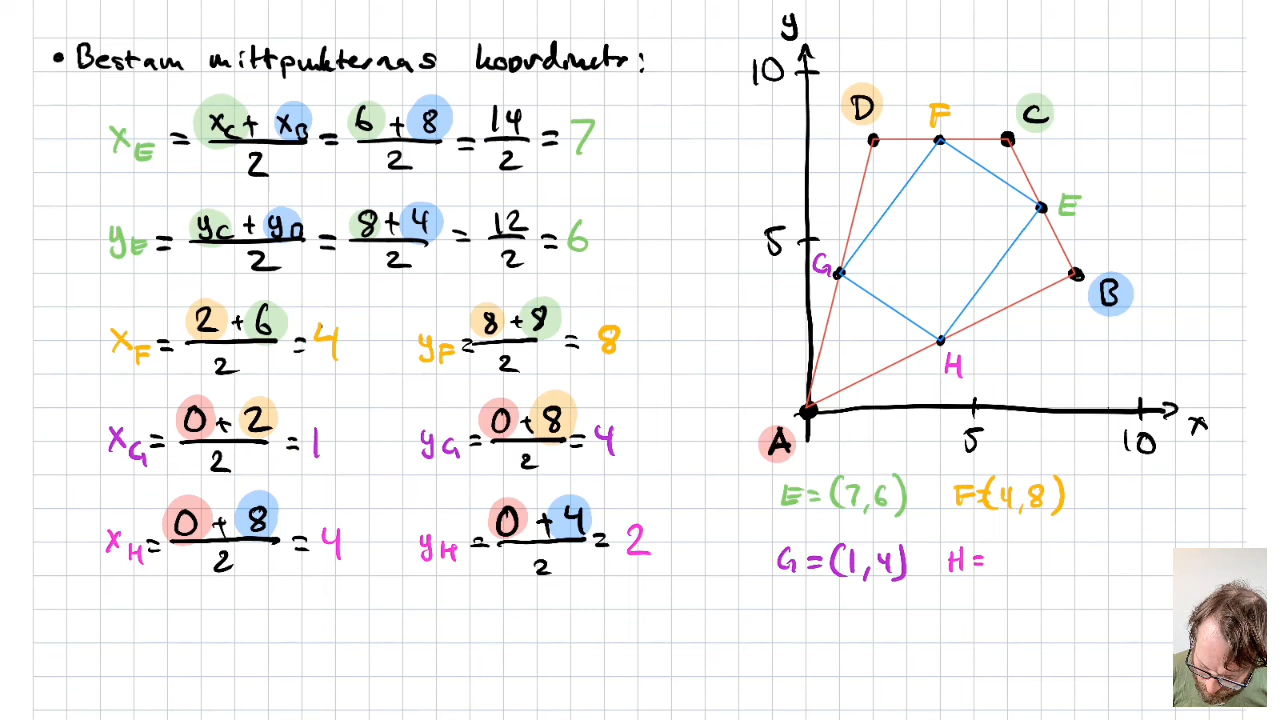 • Bestäm mittpunkternas koordinater:
x_E = (x_C + x_B)/2 = (6 + 8)/2 = 14/2 = 7
y_E = (y_C + y_B)/2 = (8 + 4)/2 = 12/2 = 6
x_F = (2 + 6)/2 = 4 y_F = (8 + 8)/2 = 8
x_G = (0 + 2)/2 = 1 y_G = (0 + 8)/2 = 4
x_H = (0 + 8)/2 = 4 y_H = (0 + 4)/2 = 2
y
10
D F C
E
5
G
B
H
A 5 10 x
E = (7,6) F = (4,8)
G = (1,4) H =